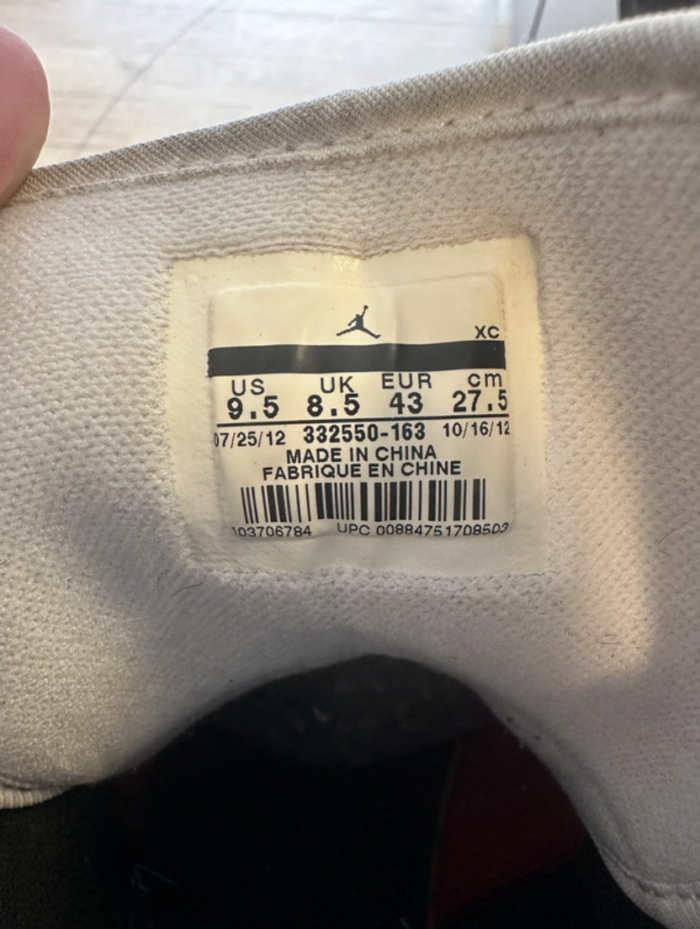 XC
US UK EUR cm
9.5 8.5 43 27.5
07/25/12 332550-163 10/16/12
MADE IN CHINA
FABRIQUE EN CHINE
103706784 UPC 00884751708503